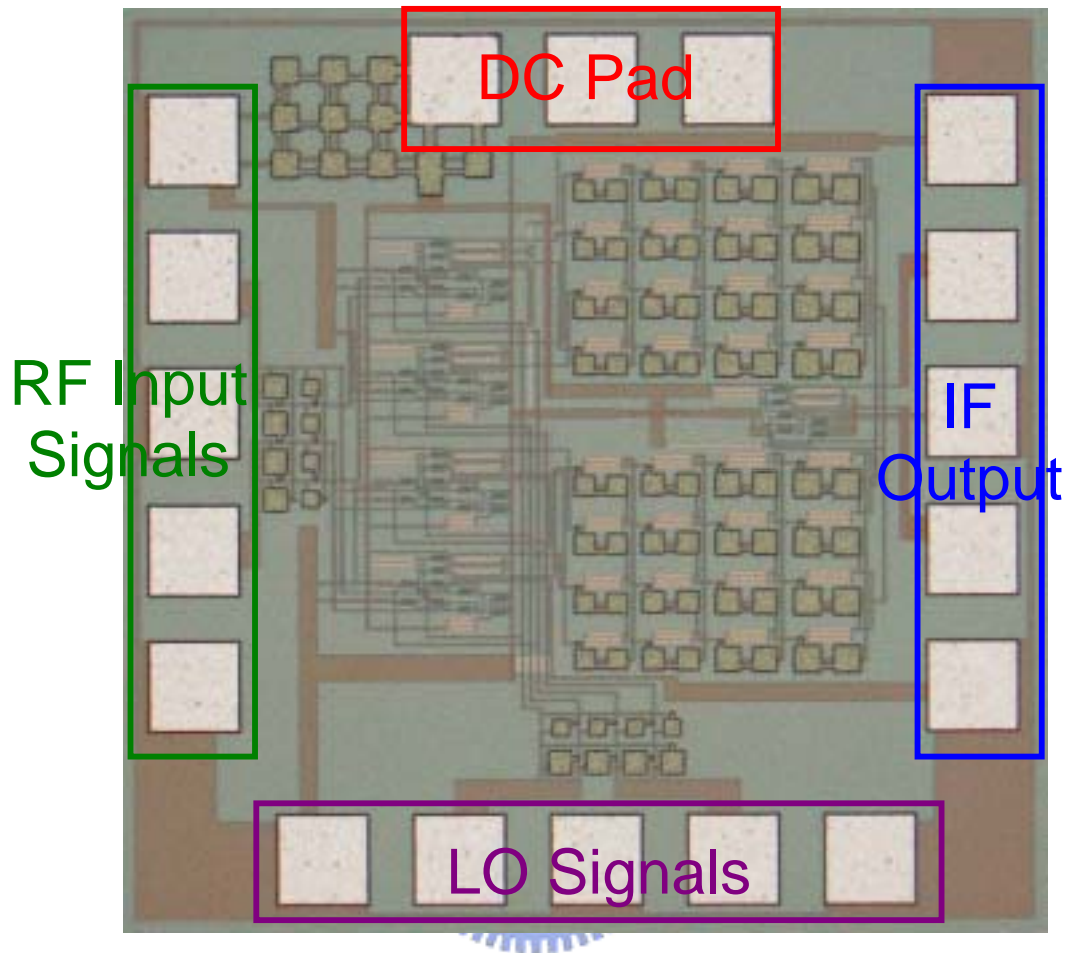 DC Pad
RF Input
Signals
IF
Output
LO Signals